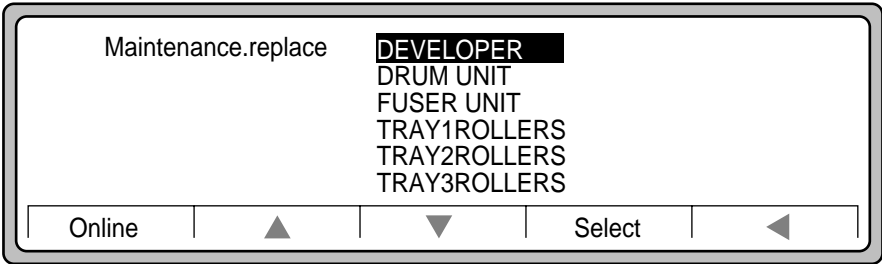 Maintenance.replace DEVELOPER
DRUM UNIT
FUSER UNIT
TRAY1ROLLERS
TRAY2ROLLERS
TRAY3ROLLERS
Online Select